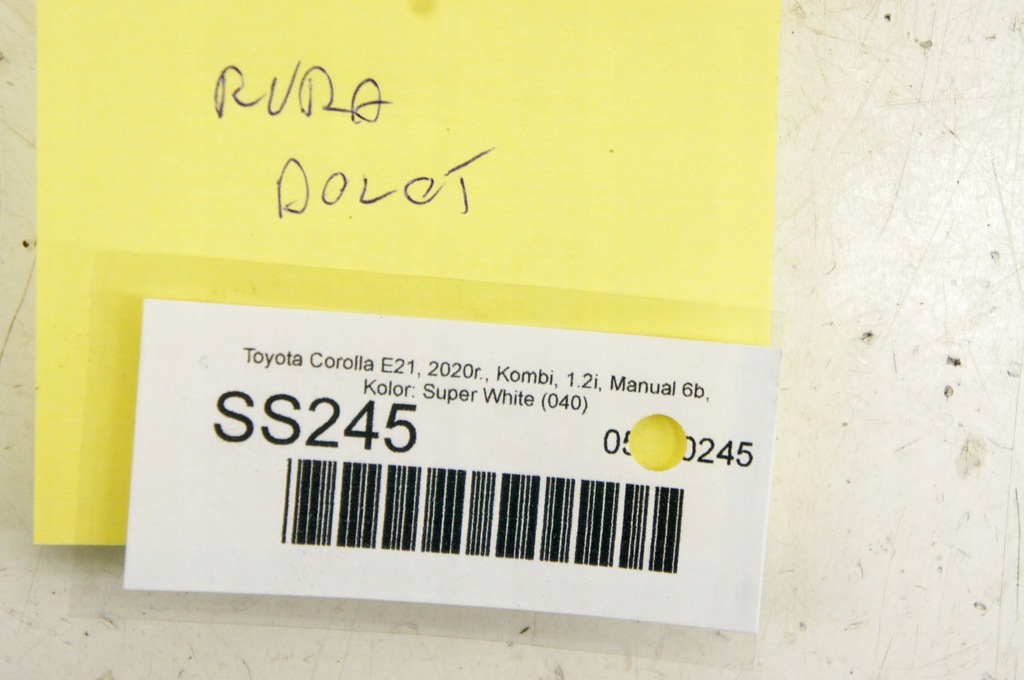 RURA
DOLOT
Toyota Corolla E21, 2020r., Kombi, 1.2i, Manual 6b,
Kolor: Super White (040)
SS245